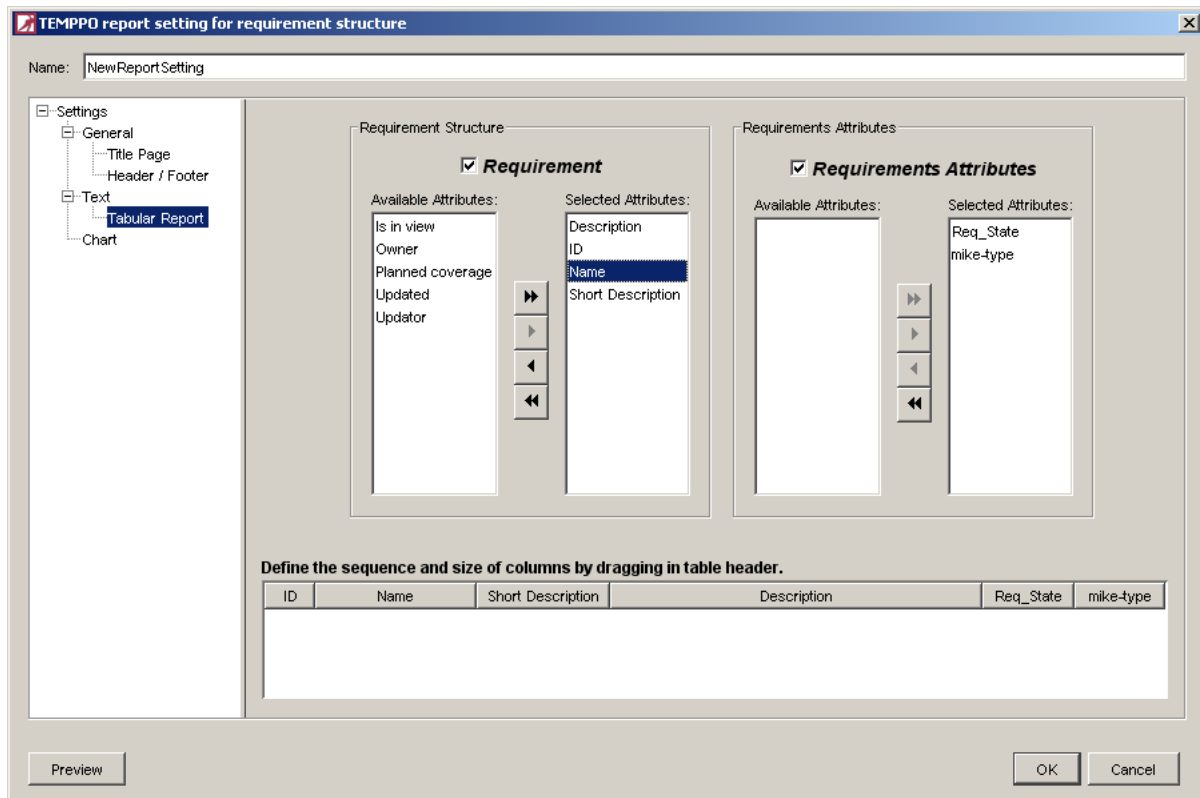 TEMPPO report setting for requirement structure
Name: NewReportSetting
Settings
General
Title Page
Header / Footer
Text
Tabular Report
Chart
Requirement Structure
Requirement
Available Attributes: Selected Attributes:
Is in view Description
Owner ID
Planned coverage Name
Updated Short Description
Updator
Requirements Attributes
Requirements Attributes
Available Attributes: Selected Attributes:
Req_State
mike-type
Define the sequence and size of columns by dragging in table header.
ID Name Short Description Description Req_State mike-type
Preview OK Cancel